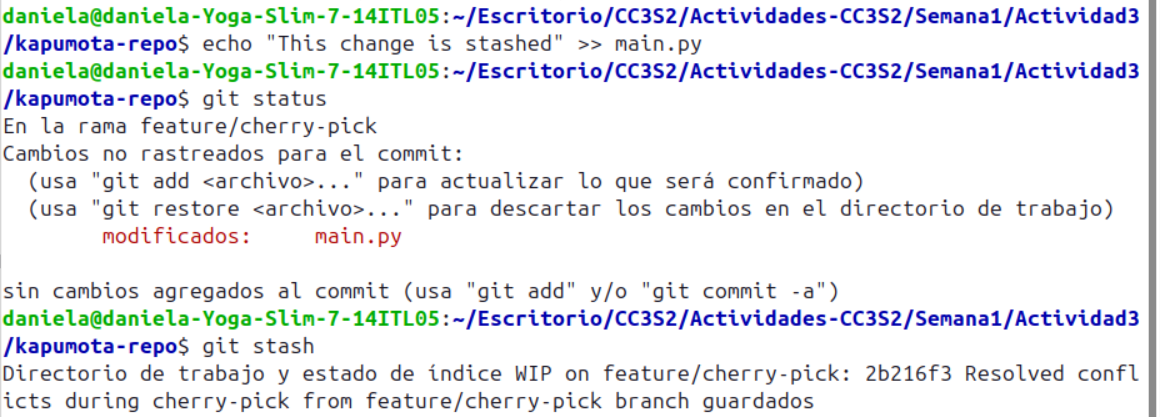 daniela@daniela-Yoga-Slim-7-14ITL05:~/Escritorio/CC3S2/Actividades-CC3S2/Semana1/Actividad3
/kapumota-repo$ echo "This change is stashed" >> main.py
daniela@daniela-Yoga-Slim-7-14ITL05:~/Escritorio/CC3S2/Actividades-CC3S2/Semana1/Actividad3
/kapumota-repo$ git status
En la rama feature/cherry-pick
Cambios no rastreados para el commit:
  (usa "git add <archivo>..." para actualizar lo que será confirmado)
  (usa "git restore <archivo>..." para descartar los cambios en el directorio de trabajo)
        modificados:     main.py

sin cambios agregados al commit (usa "git add" y/o "git commit -a")
daniela@daniela-Yoga-Slim-7-14ITL05:~/Escritorio/CC3S2/Actividades-CC3S2/Semana1/Actividad3
/kapumota-repo$ git stash
Directorio de trabajo y estado de índice WIP on feature/cherry-pick: 2b216f3 Resolved confl
icts during cherry-pick from feature/cherry-pick branch guardados